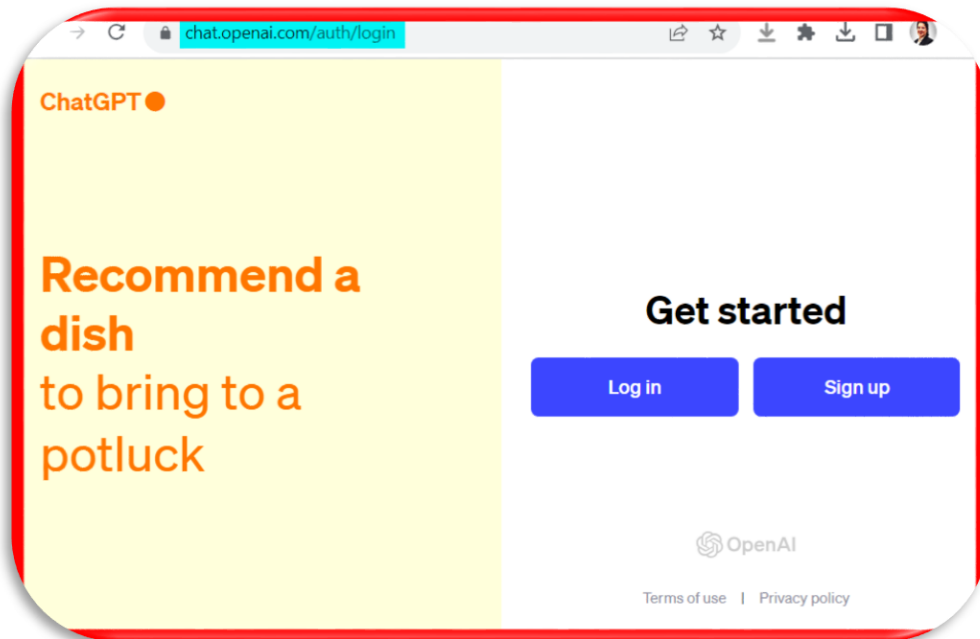 chat.openai.com/auth/login
ChatGPT
Recommend a
dish
to bring to a
potluck
Get started
Log in
Sign up
OpenAI
Terms of use | Privacy policy